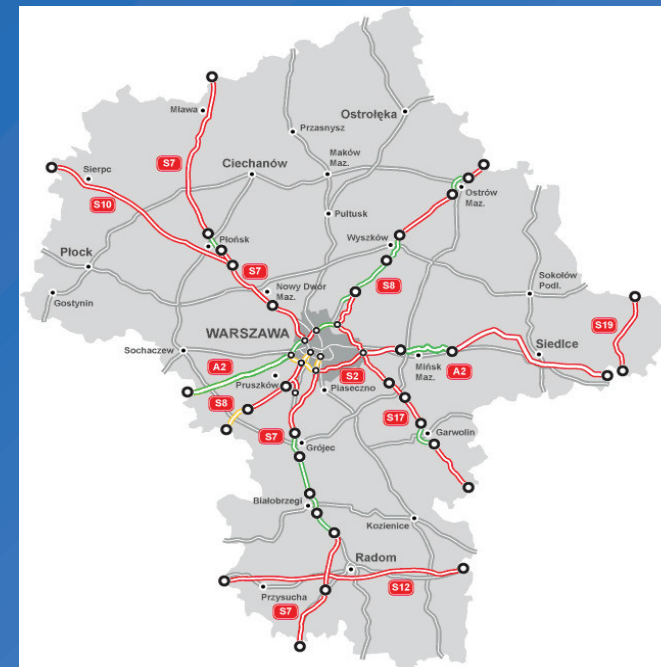 Mława
Przasnysz
Ostrołęka
S7
Maków
Maz.
Sierpc
Ciechanów
S10
Ostrów
Maz.
Pułtusk
Płońsk
Wyszków
Płock
S7
Sokołów
Podl.
Gostynin
Nowy Dwór
Maz.
S8
WARSZAWA
S19
Sochaczew
Siedlce
A2
Mińsk
Maz.
A2
Pruszków
S2
Piaseczno
S8
S17
S7
Garwolin
Grójec
Białobrzegi
Kozienice
Radom
S12
Przysucha
S7